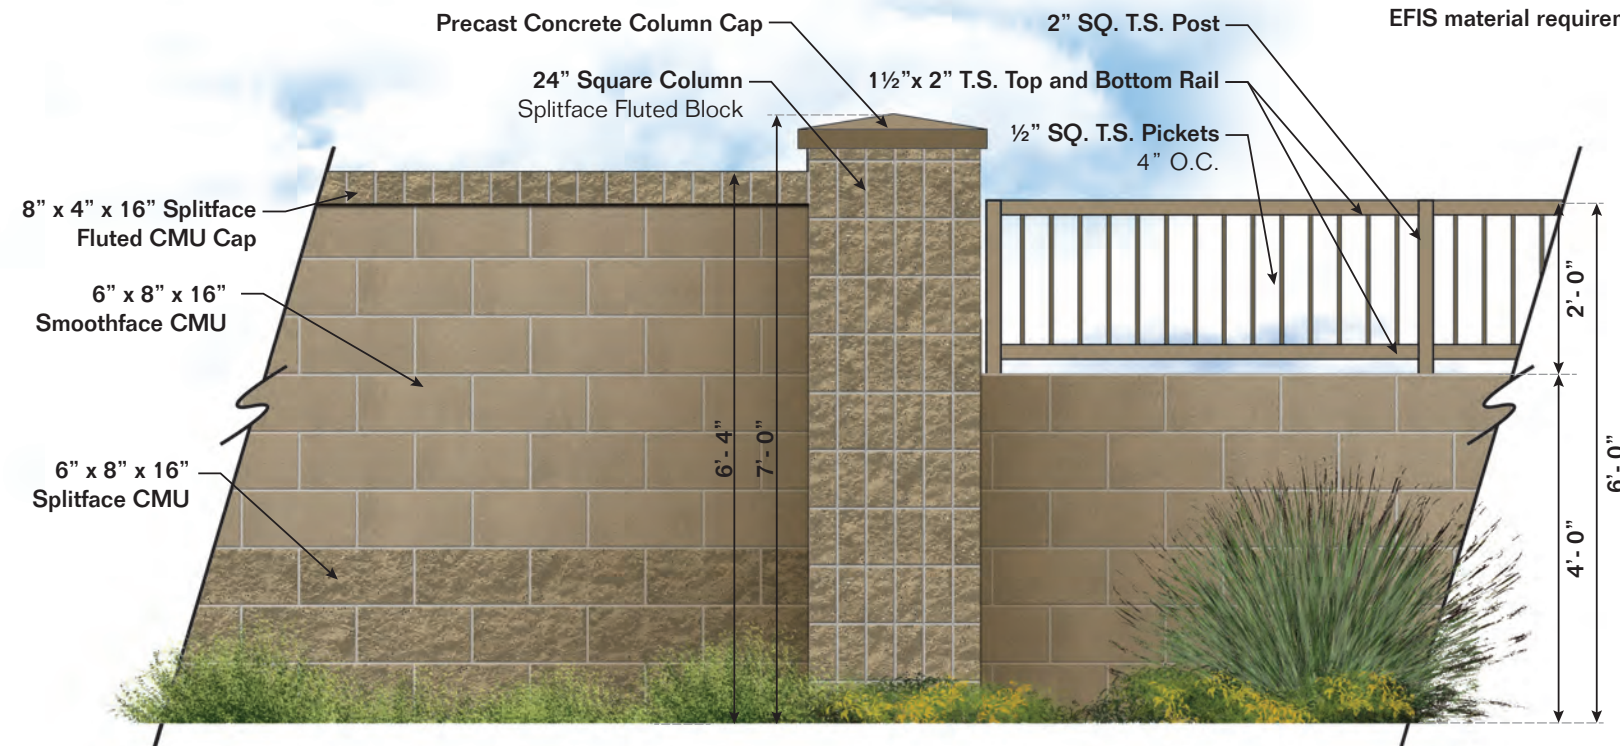 Precast Concrete Column Cap
24” Square Column
Splitface Fluted Block
2” SQ. T.S. Post
1½”x 2” T.S. Top and Bottom Rail
½” SQ. T.S. Pickets
4” O.C.
EFIS material requirer
8” x 4” x 16” Splitface
Fluted CMU Cap
6” x 8” x 16”
Smoothface CMU
6” x 8” x 16”
Splitface CMU
6’- 4”
7’- 0”
2’- 0”
4’- 0”
6’- 0”